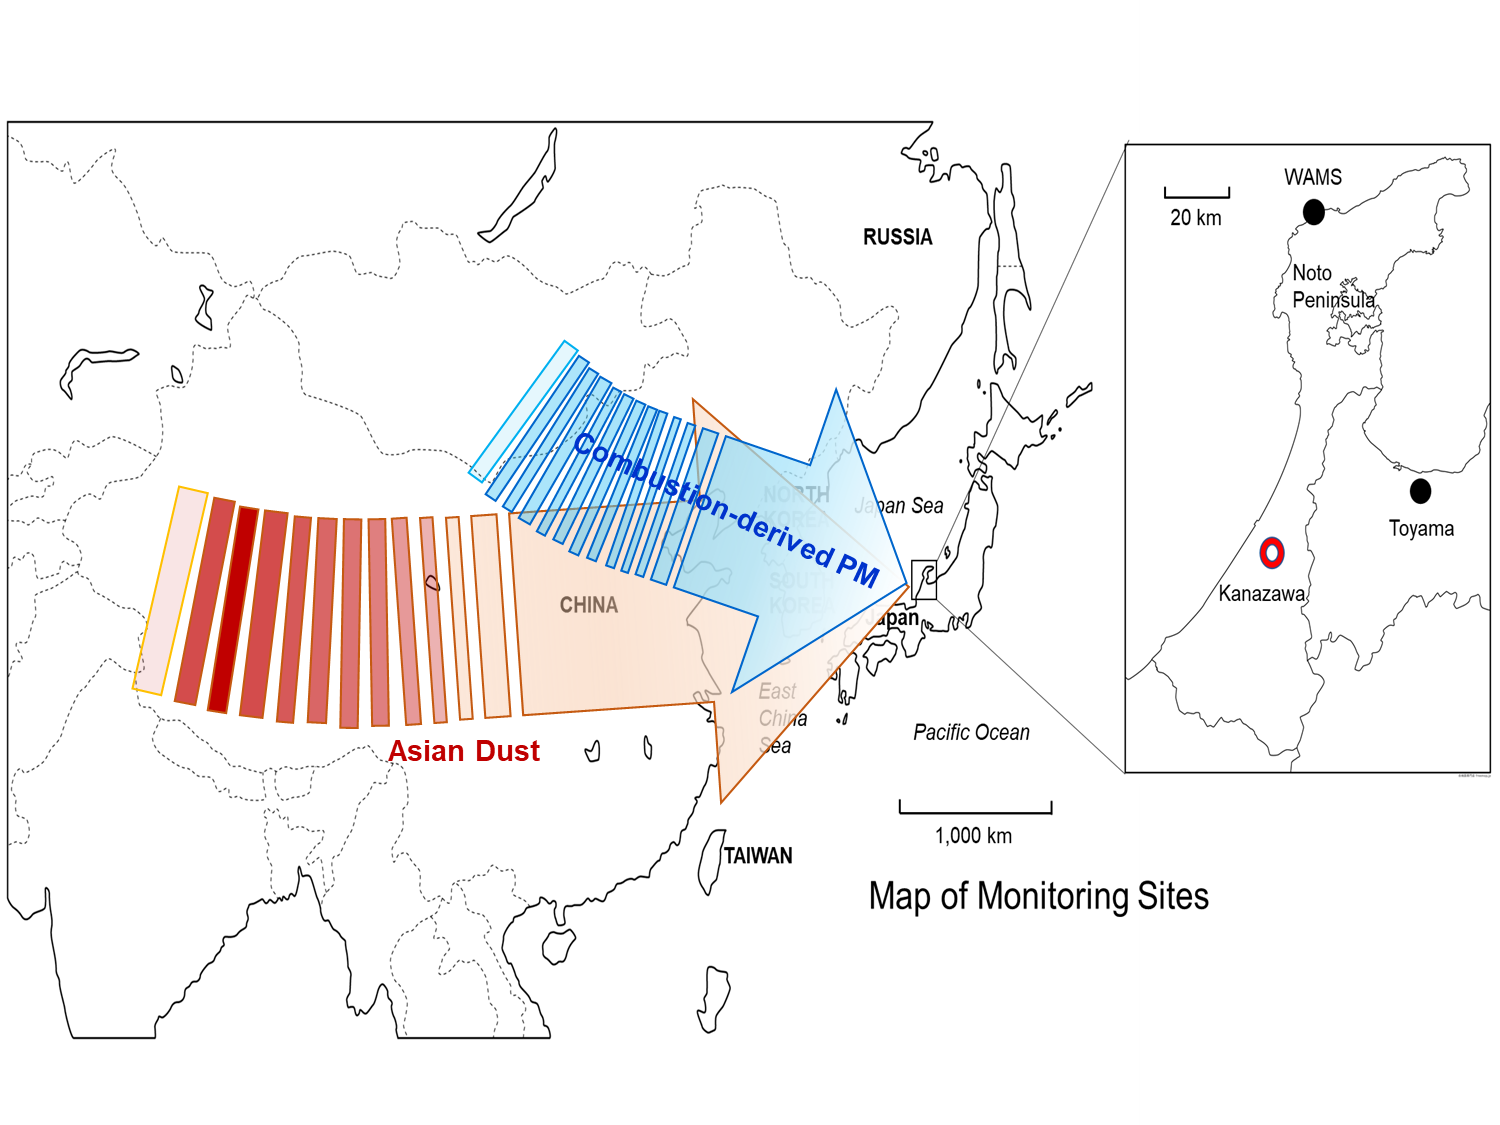 RUSSIA
Combustion-derived PM
NORTH
KOREA
Japan Sea
CHINA
SOUTH
KOREA
Japan
East
China
Sea
Asian Dust
Pacific Ocean
1,000 km
TAIWAN
Map of Monitoring Sites
WAMS
20 km
Noto
Peninsula
Toyama
Kanazawa